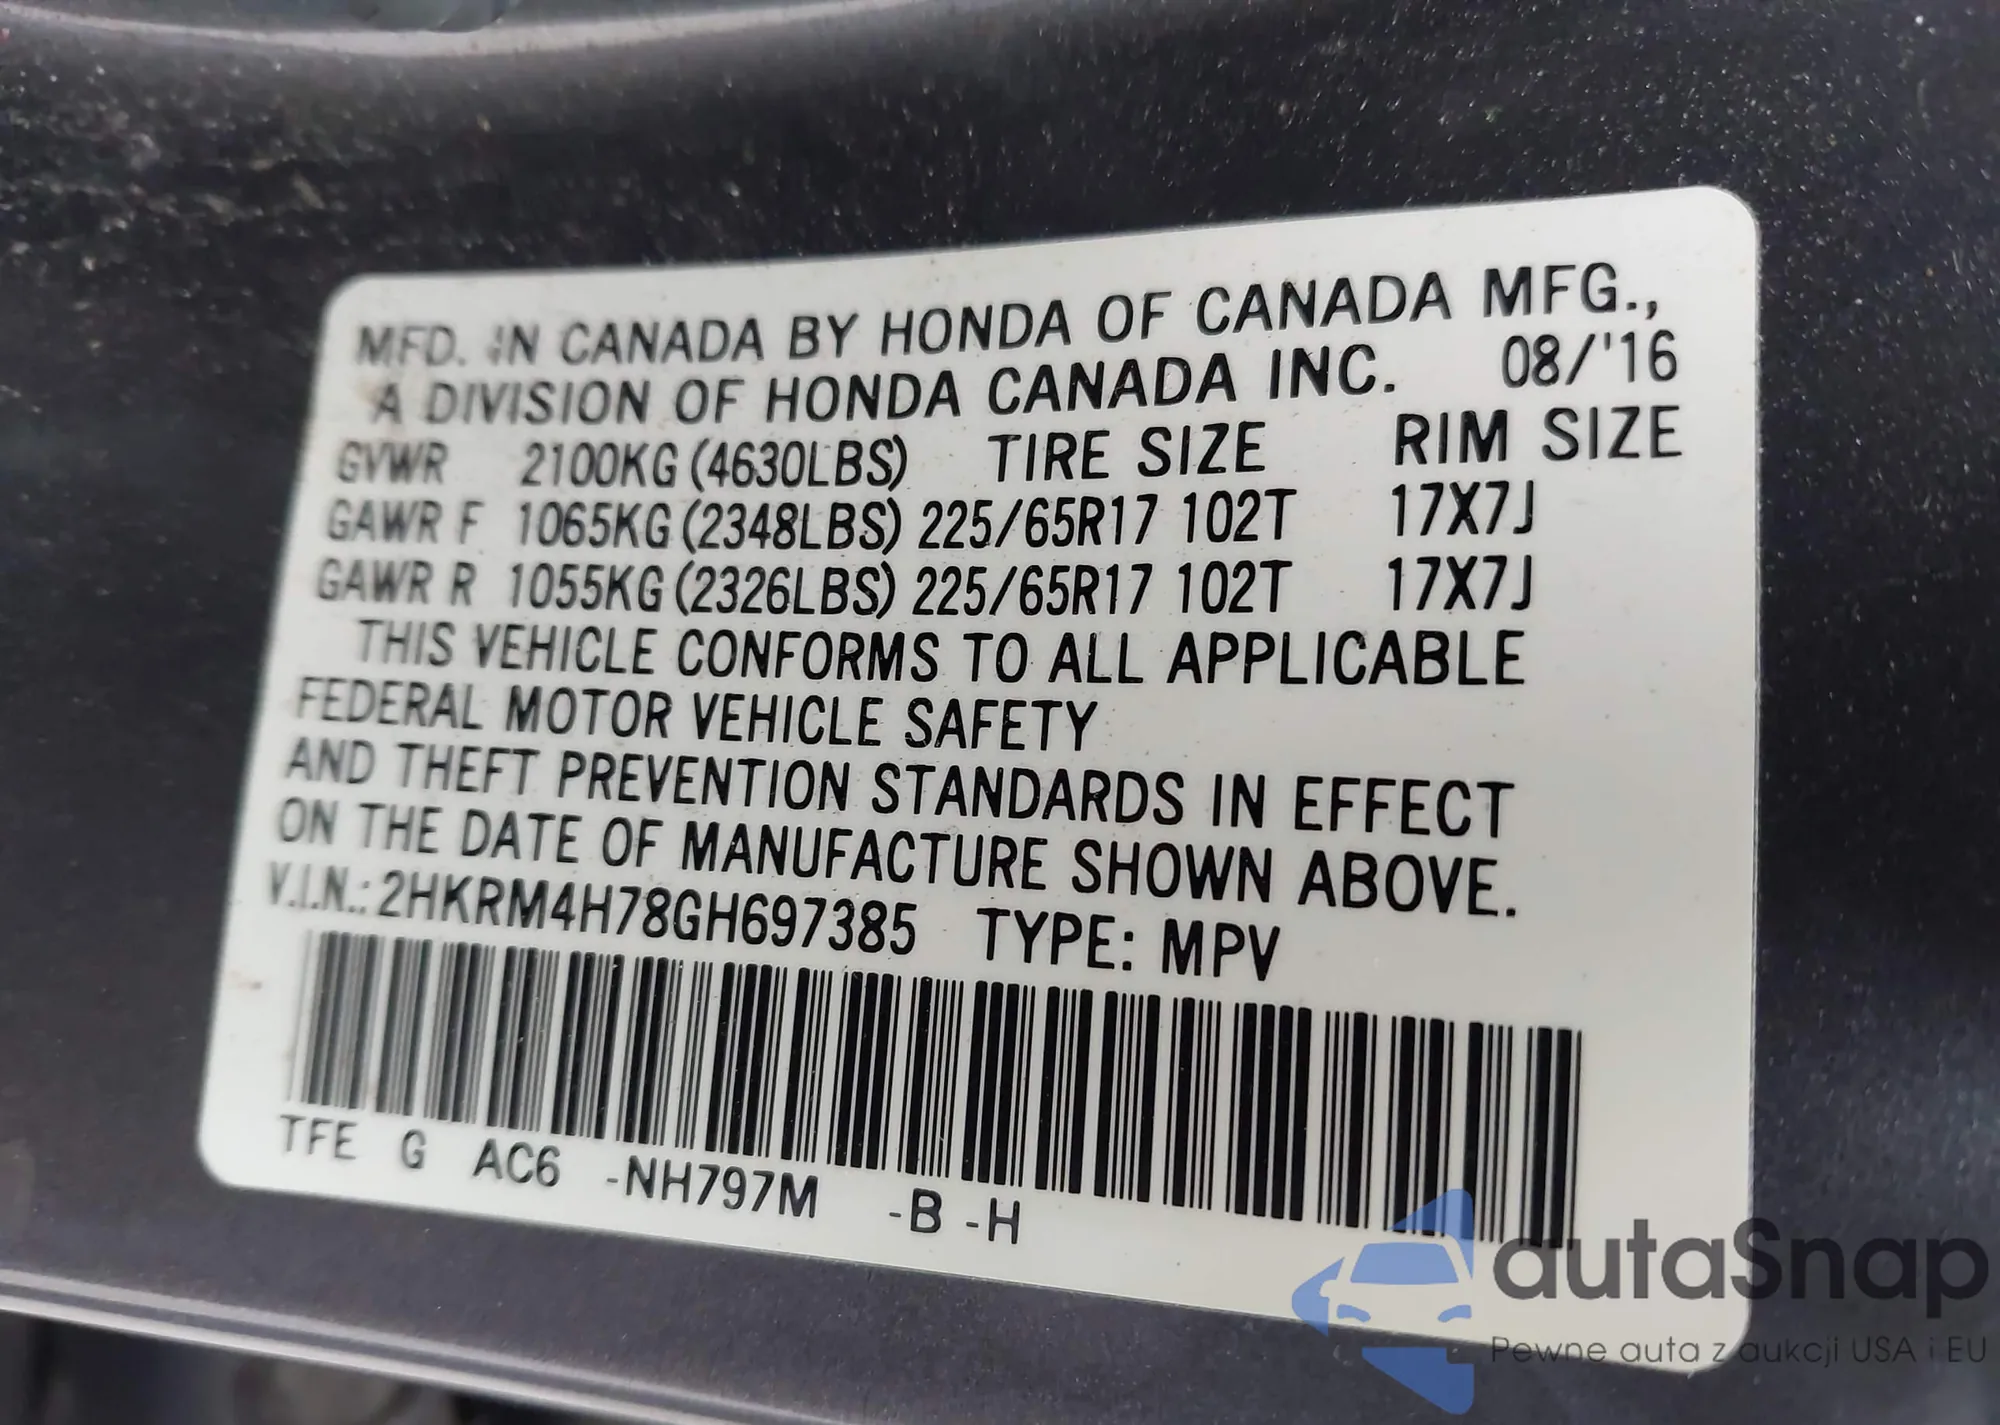 MFD. IN CANADA BY HONDA OF CANADA MFG.,
A DIVISION OF HONDA CANADA INC. 08/'16
GVWR 2100KG (4630LBS) TIRE SIZE RIM SIZE
GAWR F 1065KG (2348LBS) 225/65R17 102T 17X7J
GAWR R 1055KG (2326LBS) 225/65R17 102T 17X7J
THIS VEHICLE CONFORMS TO ALL APPLICABLE
FEDERAL MOTOR VEHICLE SAFETY
AND THEFT PREVENTION STANDARDS IN EFFECT
ON THE DATE OF MANUFACTURE SHOWN ABOVE.
V.I.N.: 2HKRM4H78GH697385 TYPE: MPV
TFE G AC6 -NH797M -B -H
autaSnap
Pewne auta z aukcji USA i EU